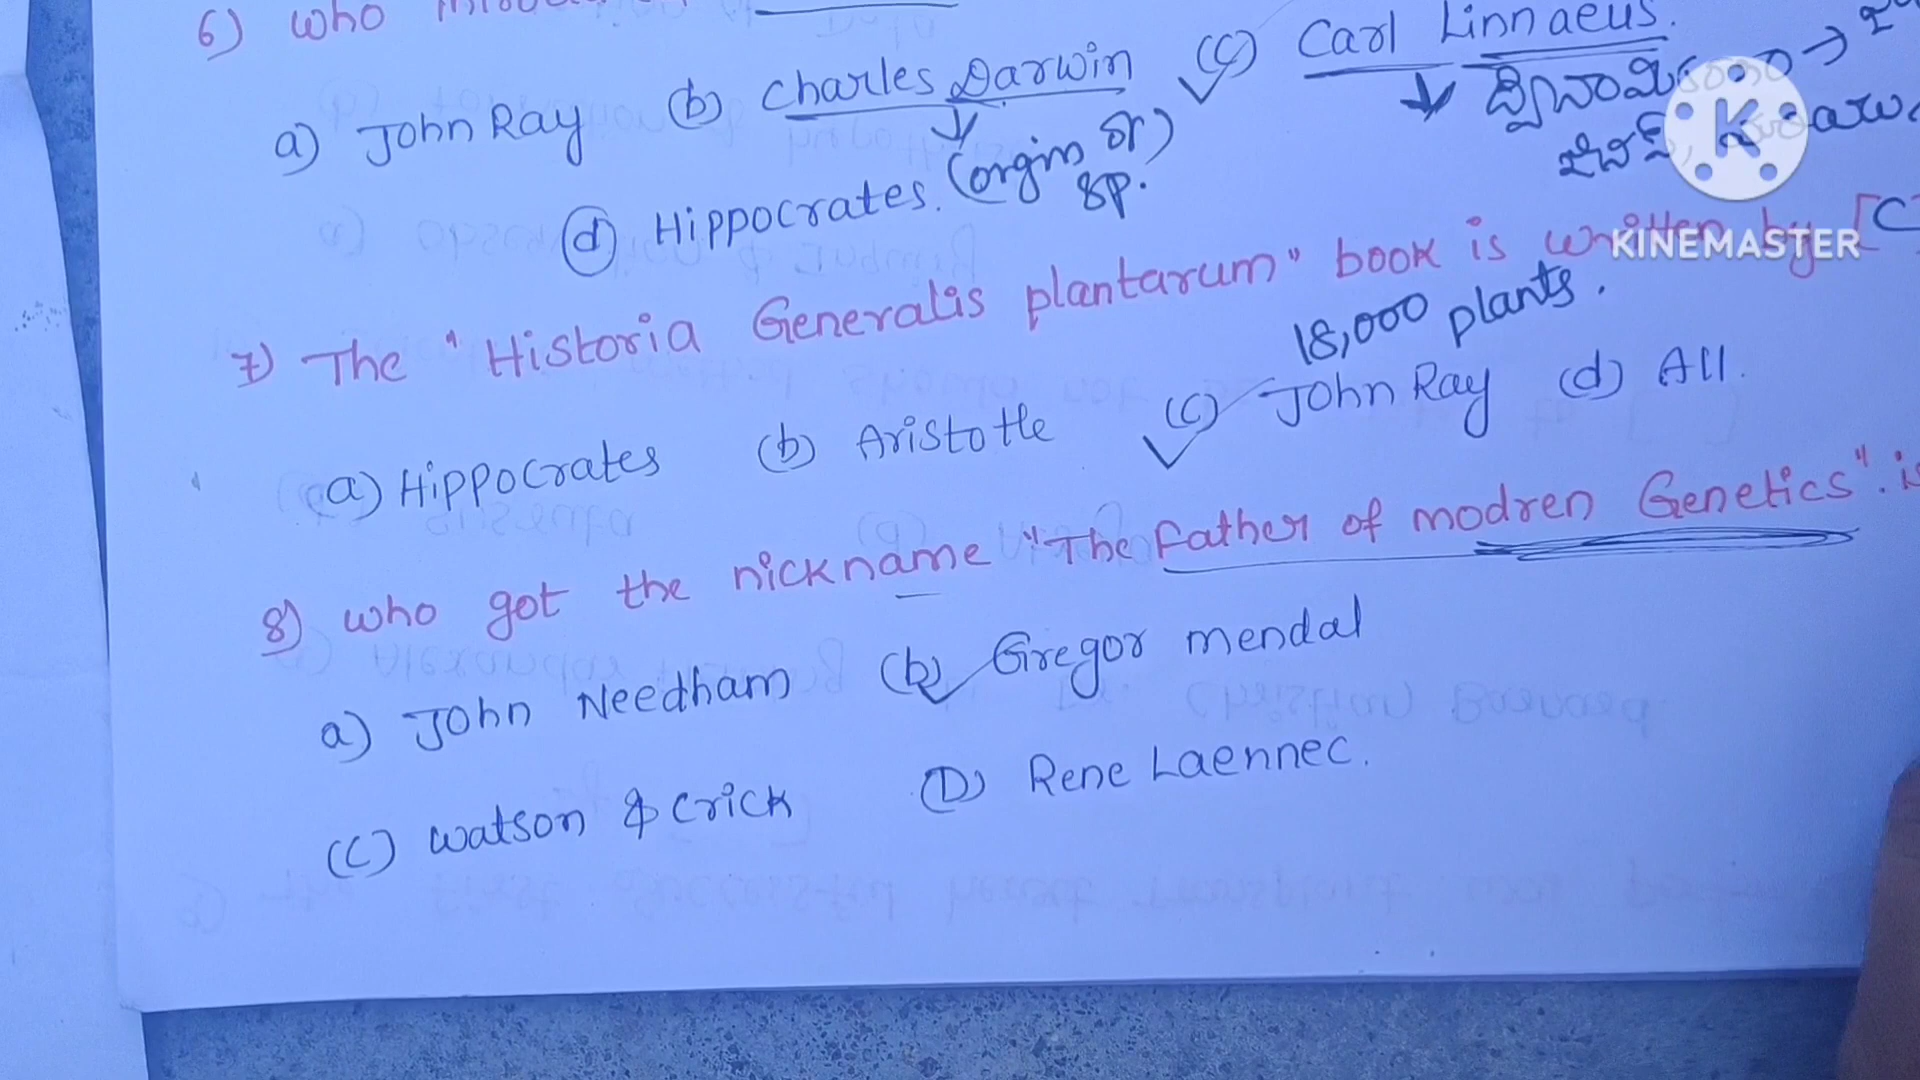 6) who
a) John Ray (b) Charles Darwin (c) Carl Linnaeus.
(d) Hippocrates. (orgin of sp.)
KINEMASTER
7) The "Historia Generalis plantarum" book is written by [C]
18,000 plants.
a) Hippocrates (b) Aristotle (c) John Ray (d) All.
8) who got the nickname "The Father of modren Genetics". is
a) John Needham (b) Gregor mendal
(c) watson & crick (D) Rene Laennec.